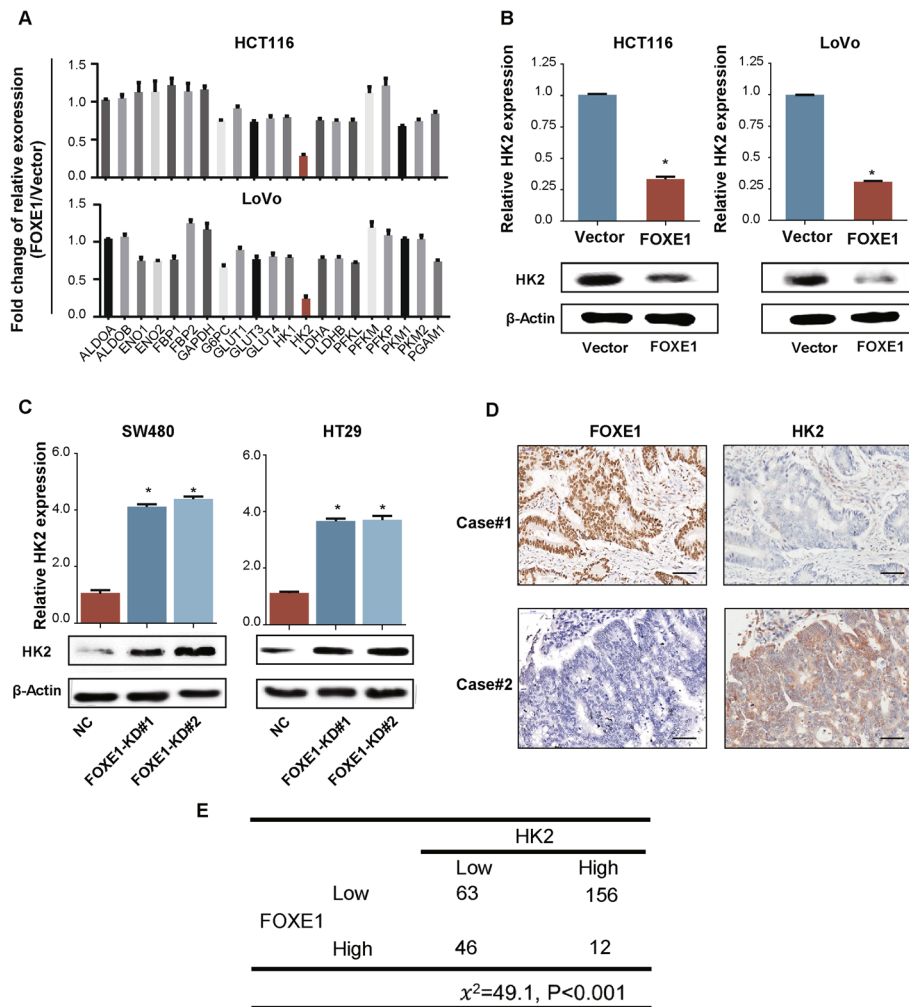 A
HCT116
Fold change of relative exoression
(FOXE1/Vector)
1.5
1.0
0.5
0.0
LoVo
1.5
1.0
0.5
0.0
ALDOA
ALDOB
ENO1
ENO2
FBP1
FBP2
GAPDH
G6PC
GLUT1
GLUT3
GLUT4
HK1
HK2
LDHA
LDHB
PFKL
PFKM
PFKP
PKM1
PKM2
PGAM1
B
HCT116
Relative HK2 expression
1.25
1.0
0.75
0.5
0.25
0.0
*
Vector FOXE1
LoVo
Relative HK2 expression
1.25
1.0
0.75
0.5
0.25
0.0
*
Vector FOXE1
HK2
β-Actin
Vector FOXE1
Vector FOXE1
C
SW480
Relative HK2 expression
6.0
4.0
2.0
0.0
* *
HT29
6.0
4.0
2.0
0.0
* *
HK2
β-Actin
NC
FOXE1-KD#1
FOXE1-KD#2
NC
FOXE1-KD#1
FOXE1-KD#2
D
FOXE1 HK2
Case#1
Case#2
E
HK2
Low High
Low 63 156
FOXE1
High 46 12
x²=49.1, P<0.001